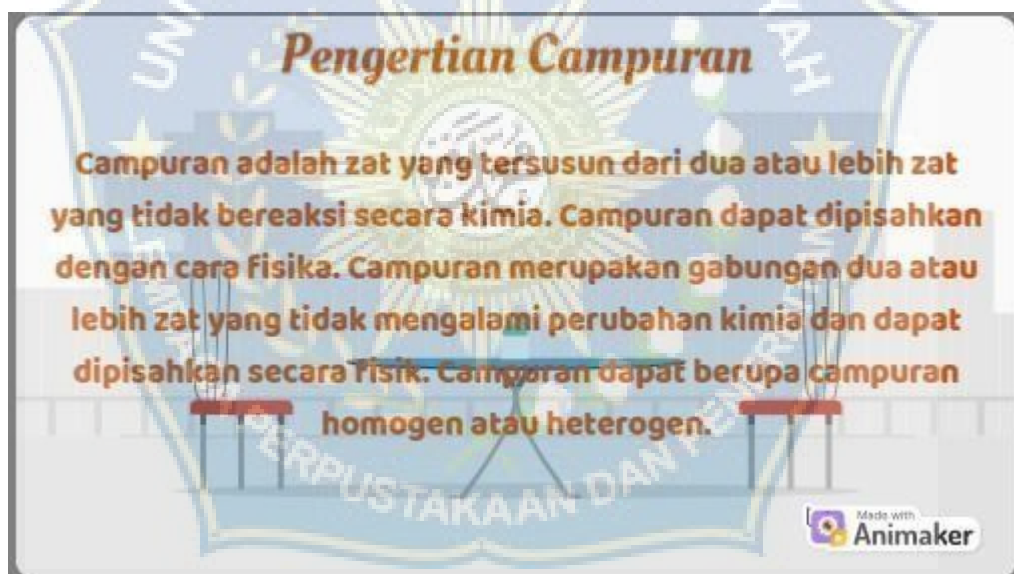 Pengertian Campuran
Campuran adalah zat yang tersusun dari dua atau lebih zat
yang tidak bereaksi secara kimia. Campuran dapat dipisahkan
dengan cara fisika. Campuran merupakan gabungan dua atau
lebih zat yang tidak mengalami perubahan kimia dan dapat
dipisahkan secara fisik. Campuran dapat berupa campuran
homogen atau heterogen.
PERPUSTAKAAN DAN
Made with
Animaker